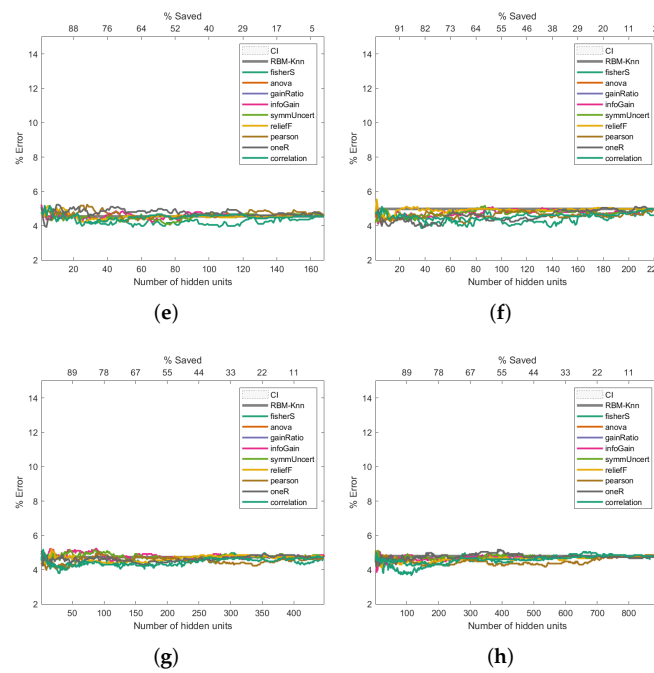 % Saved
88 76 64 52 40 29 17 5
% Error
14
12
10
8
6
4
2
CI
RBM-Knn
fisherS
anova
gainRatio
infoGain
symmUncert
reliefF
pearson
oneR
correlation
20 40 60 80 100 120 140 160
Number of hidden units
(e)
% Saved
91 82 73 64 55 46 38 29 20 11
% Error
14
12
10
8
6
4
2
CI
RBM-Knn
fisherS
anova
gainRatio
infoGain
symmUncert
reliefF
pearson
oneR
correlation
20 40 60 80 100 120 140 160 180 200
Number of hidden units
(f)
% Saved
89 78 67 55 44 33 22 11
% Error
14
12
10
8
6
4
2
CI
RBM-Knn
fisherS
anova
gainRatio
infoGain
symmUncert
reliefF
pearson
oneR
correlation
50 100 150 200 250 300 350 400
Number of hidden units
(g)
% Saved
89 78 67 55 44 33 22 11
% Error
14
12
10
8
6
4
2
CI
RBM-Knn
fisherS
anova
gainRatio
infoGain
symmUncert
reliefF
pearson
oneR
correlation
100 200 300 400 500 600 700 800
Number of hidden units
(h)